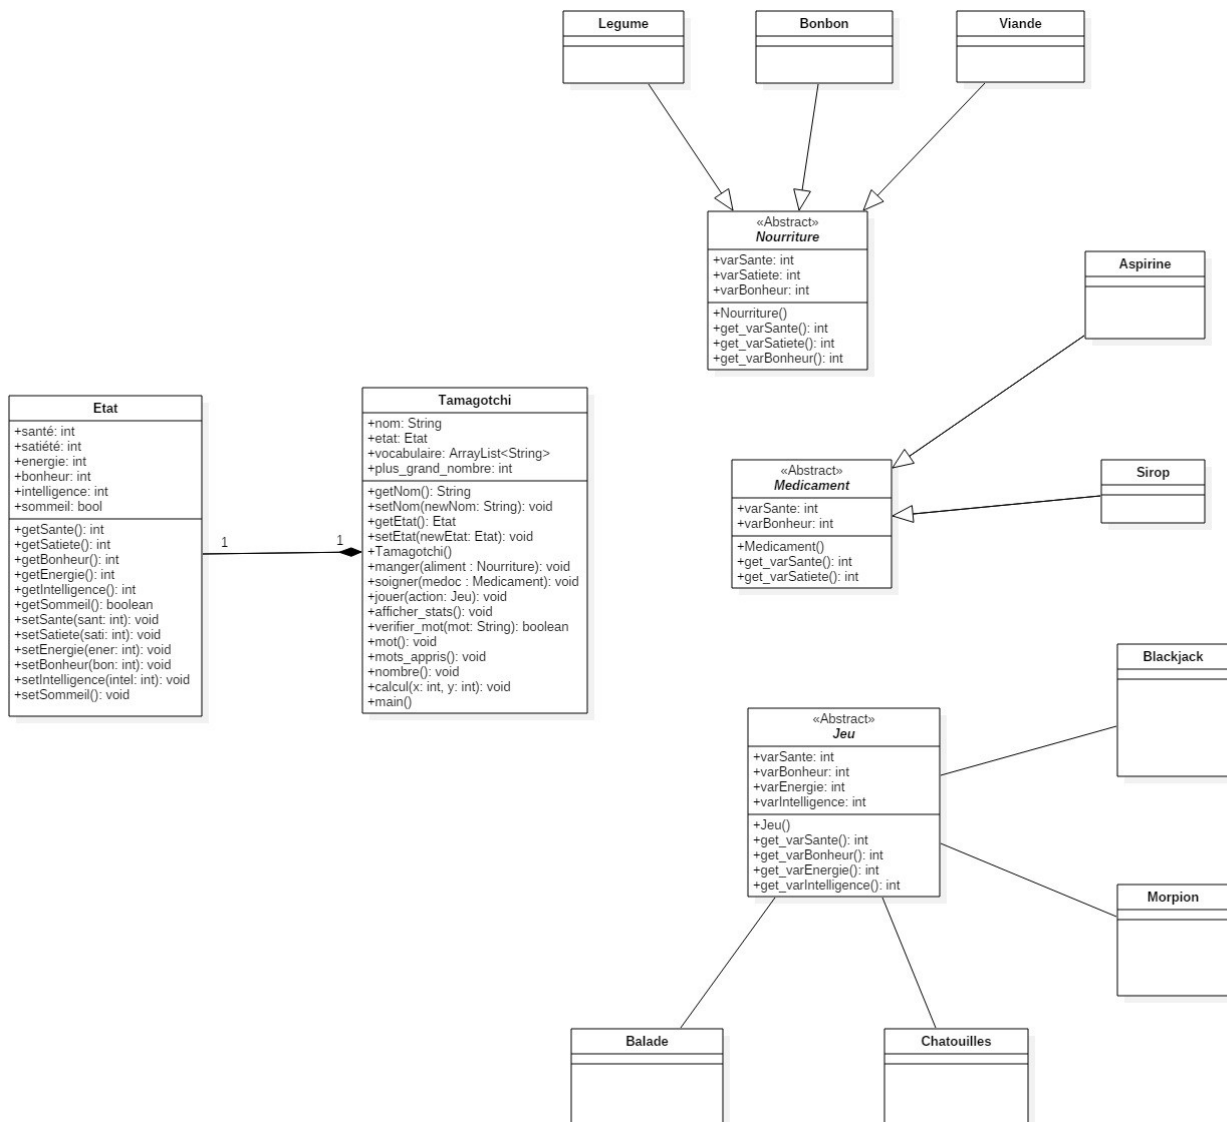 Legume
Bonbon
Viande
«Abstract»
Nourriture
+varSante: int
+varSatiete: int
+varBonheur: int
+Nourriture()
+get_varSante(): int
+get_varSatiete(): int
+get_varBonheur(): int
Aspirine
Etat
+santé: int
+satiété: int
+energie: int
+bonheur: int
+intelligence: int
+sommeil: bool
+getSante(): int
+getSatiete(): int
+getBonheur(): int
+getEnergie(): int
+getIntelligence(): int
+getSommeil(): boolean
+setSante(sant: int): void
+setSatiete(sati: int): void
+setEnergie(ener: int): void
+setBonheur(bon: int): void
+setIntelligence(intel: int): void
+setSommeil(): void
1
1
Tamagotchi
+nom: String
+etat: Etat
+vocabulaire: ArrayList<String>
+plus_grand_nombre: int
+getNom(): String
+setNom(newNom: String): void
+getEtat(): Etat
+setEtat(newEtat: Etat): void
+Tamagotchi()
+manger(aliment : Nourriture): void
+soigner(medoc : Medicament): void
+jouer(action: Jeu): void
+afficher_stats(): void
+verifier_mot(mot: String): boolean
+mot(): void
+mots_appris(): void
+nombre(): void
+calcul(x: int, y: int): void
+main()
«Abstract»
Medicament
+varSante: int
+varBonheur: int
+Medicament()
+get_varSante(): int
+get_varSatiete(): int
Sirop
Blackjack
«Abstract»
Jeu
+varSante: int
+varBonheur: int
+varEnergie: int
+varIntelligence: int
+Jeu()
+get_varSante(): int
+get_varBonheur(): int
+get_varEnergie(): int
+get_varIntelligence(): int
Morpion
Balade
Chatouilles